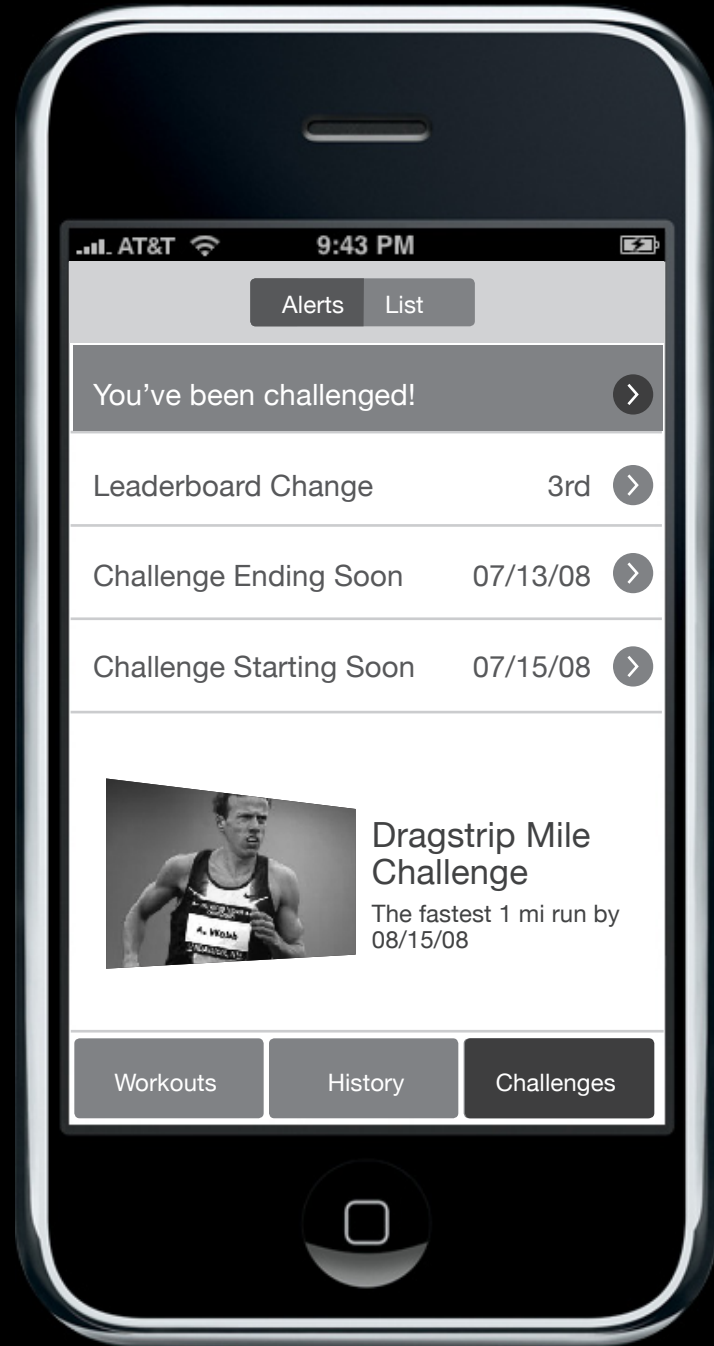 AT&T 9:43 PM
Alerts List
You’ve been challenged!
Leaderboard Change 3rd
Challenge Ending Soon 07/13/08
Challenge Starting Soon 07/15/08
A. Webb
Dragstrip Mile
Challenge
The fastest 1 mi run by
08/15/08
Workouts History Challenges